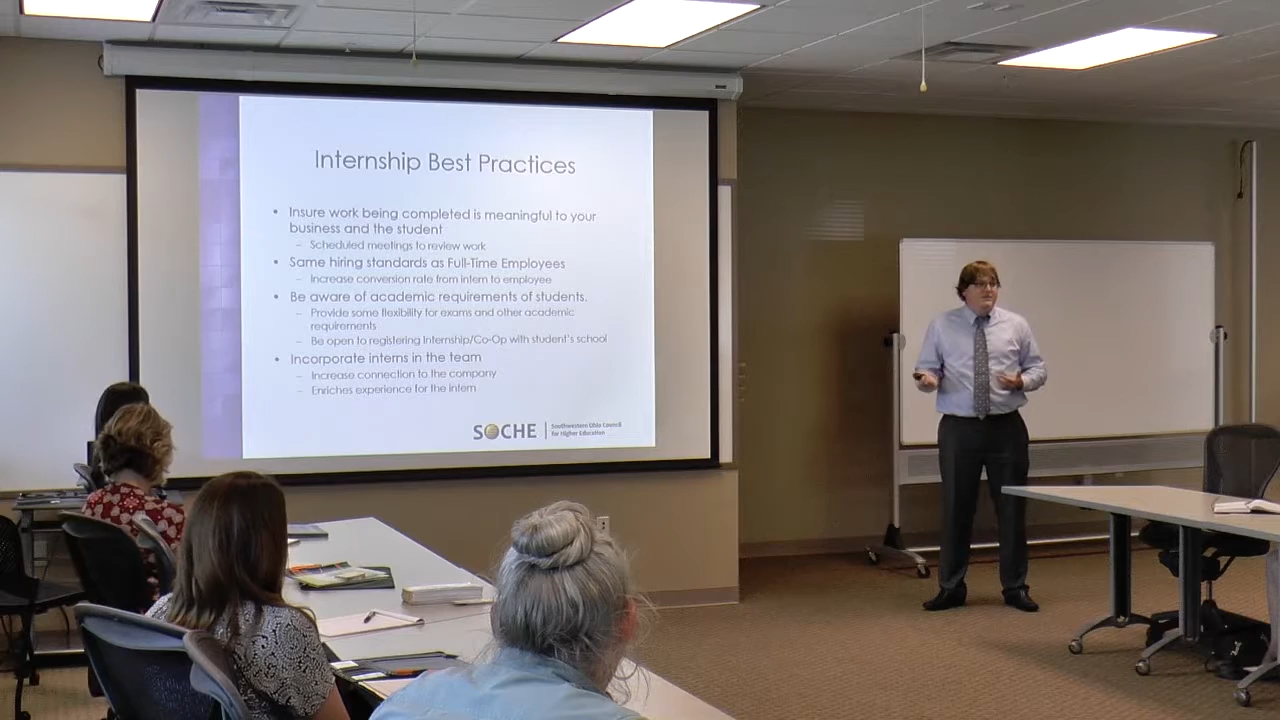 Internship Best Practices
• Insure work being completed is meaningful to your
business and the student
– Scheduled meetings to review work
• Same hiring standards as Full-Time Employees
– Increase conversion rate from intern to employee
• Be aware of academic requirements of students.
– Provide some flexibility for exams and other academic
requirements
– Be open to registering Internship/Co-Op with student's school
• Incorporate interns in the team
– Increase connection to the company
– Enriches experience for the intern
SOCHE
Southwestern Ohio Council
for Higher Education